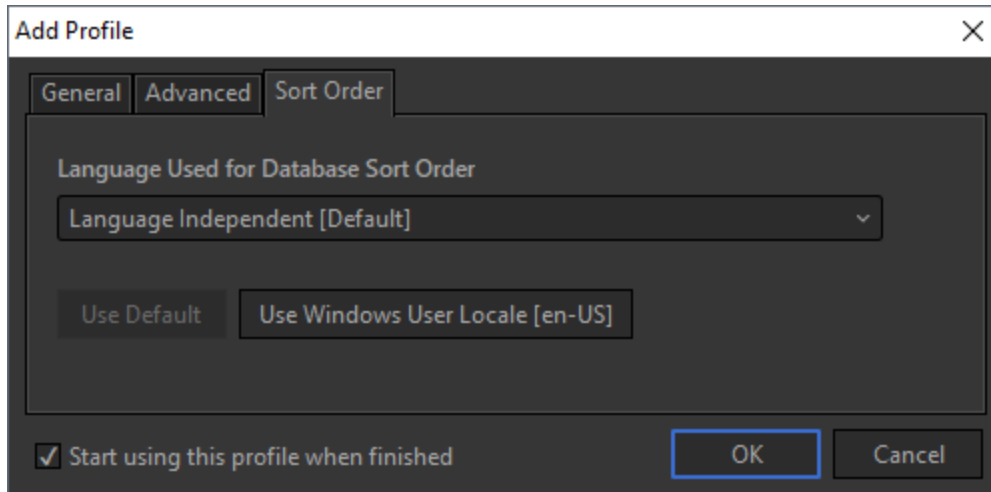 Add Profile
General Advanced Sort Order
Language Used for Database Sort Order
Language Independent [Default]
Use Default Use Windows User Locale [en-US]
Start using this profile when finished OK Cancel